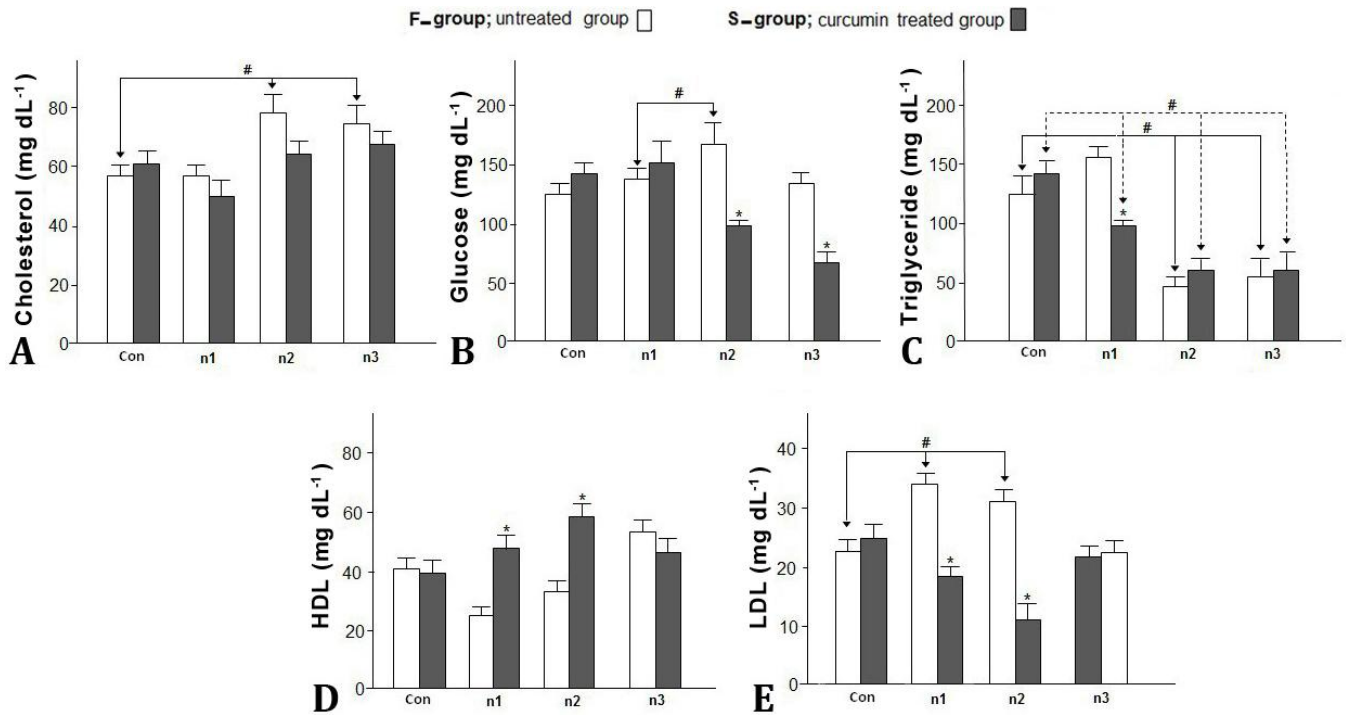 F–group; untreated group
S–group; curcumin treated group
Cholesterol (mg dL-1)
80
60
40
20
0
#
Con n1 n2 n3
A
Glucose (mg dL-1)
200
150
100
50
0
#
*
*
Con n1 n2 n3
B
Triglyceride (mg dL-1)
200
150
100
50
0
#
#
*
Con n1 n2 n3
C
HDL (mg dL-1)
80
60
40
20
0
*
*
Con n1 n2 n3
D
LDL (mg dL-1)
40
30
20
10
0
#
*
*
Con n1 n2 n3
E